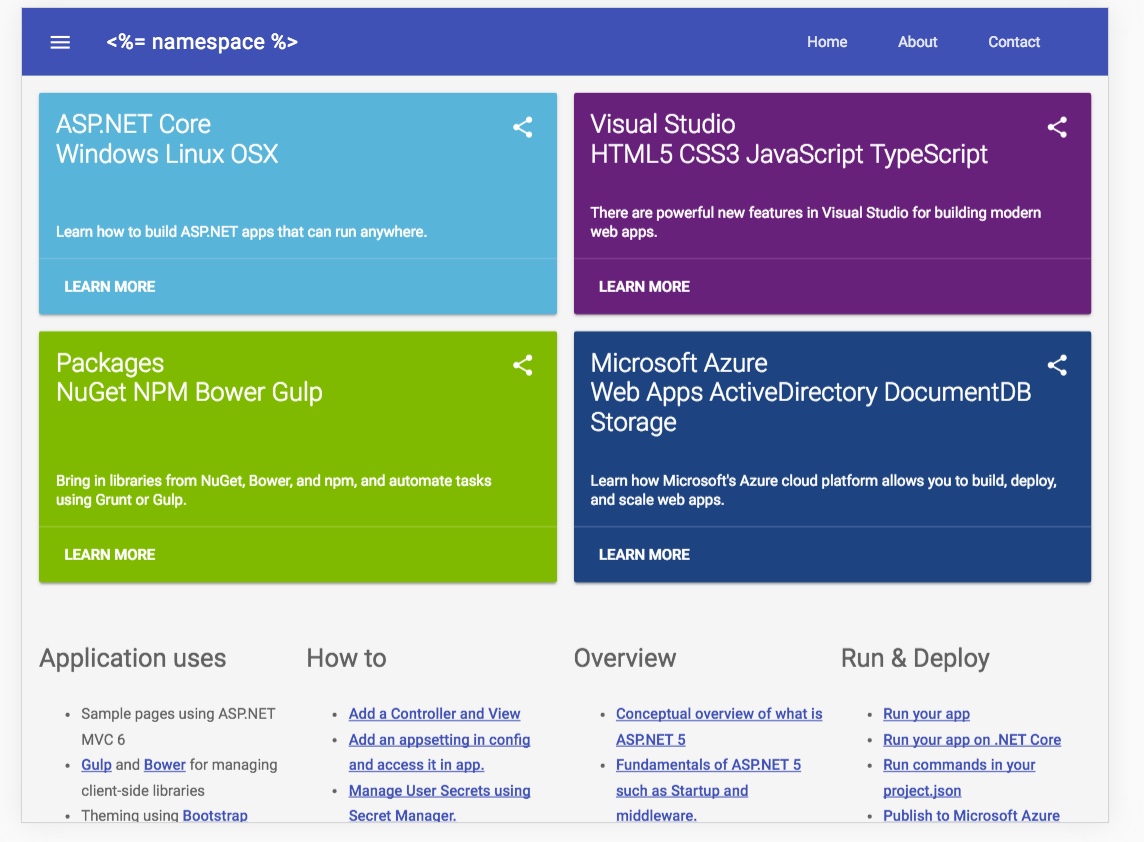 <%= namespace %>
Home
About
Contact
ASP.NET Core
Windows Linux OSX
Learn how to build ASP.NET apps that can run anywhere.
LEARN MORE
Visual Studio
HTML5 CSS3 JavaScript TypeScript
There are powerful new features in Visual Studio for building modern
web apps.
LEARN MORE
Packages
NuGet NPM Bower Gulp
Bring in libraries from NuGet, Bower, and npm, and automate tasks
using Grunt or Gulp.
LEARN MORE
Microsoft Azure
Web Apps ActiveDirectory DocumentDB
Storage
Learn how Microsoft's Azure cloud platform allows you to build, deploy,
and scale web apps.
LEARN MORE
Application uses
Sample pages using ASP.NET
MVC 6
Gulp and Bower for managing
client-side libraries
Theming using Bootstrap
How to
Add a Controller and View
Add an appsetting in config
and access it in app.
Manage User Secrets using
Secret Manager.
Overview
Conceptual overview of what is
ASP.NET 5
Fundamentals of ASP.NET 5
such as Startup and
middleware.
Run & Deploy
Run your app
Run your app on .NET Core
Run commands in your
project.json
Publish to Microsoft Azure